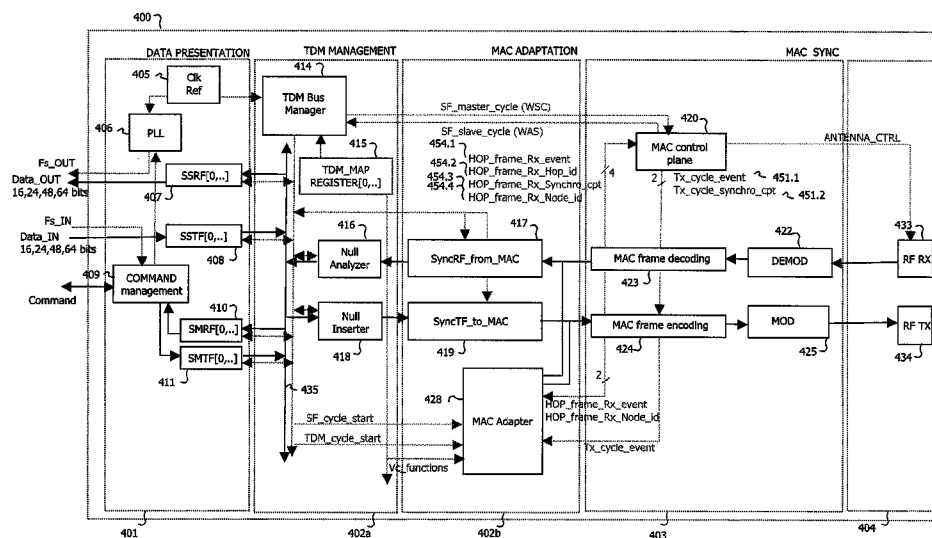 400
DATA PRESENTATION
TDM MANAGEMENT
MAC ADAPTATION
MAC SYNC
405
Clk
Ref
414
TDM Bus
Manager
SF_master_cycle (WSC)
SF_slave_cycle (WAS)
420
MAC control
plane
ANTENNA_CTRL
406
PLL
415
TDM_MAP
REGISTER[0,..]
454.1
454.2
454.3
454.4
HOP_frame_Rx_event
HOP_frame_Rx_Hop_id
HOP_frame_Rx_Synchro_cpt
HOP_frame_Rx_Node_id
4
2
Tx_cycle_event
451.1
Tx_cycle_synchro_cpt
451.2
Fs_OUT
Data_OUT
16,24,48,64 bits
SSRF[0,..]
407
Fs_IN
Data_IN
16,24,48,64 bits
SSTF[0,..]
408
416
Null
Analyzer
417
SyncRF_from_MAC
MAC frame decoding
423
422
DEMOD
433
RF RX
409
COMMAND
management
Command
410
SMRF[0,..]
SMTF[0,..]
411
Null
Inserter
418
SyncTF_to_MAC
419
MAC frame encoding
424
MOD
425
RF TX
434
435
428
MAC Adapter
2
HOP_frame_Rx_event
HOP_frame_Rx_Node_id
SF_cycle_start
TDM_cycle_start
Tx_cycle_event
Vc_functions
401
402a
402b
403
404